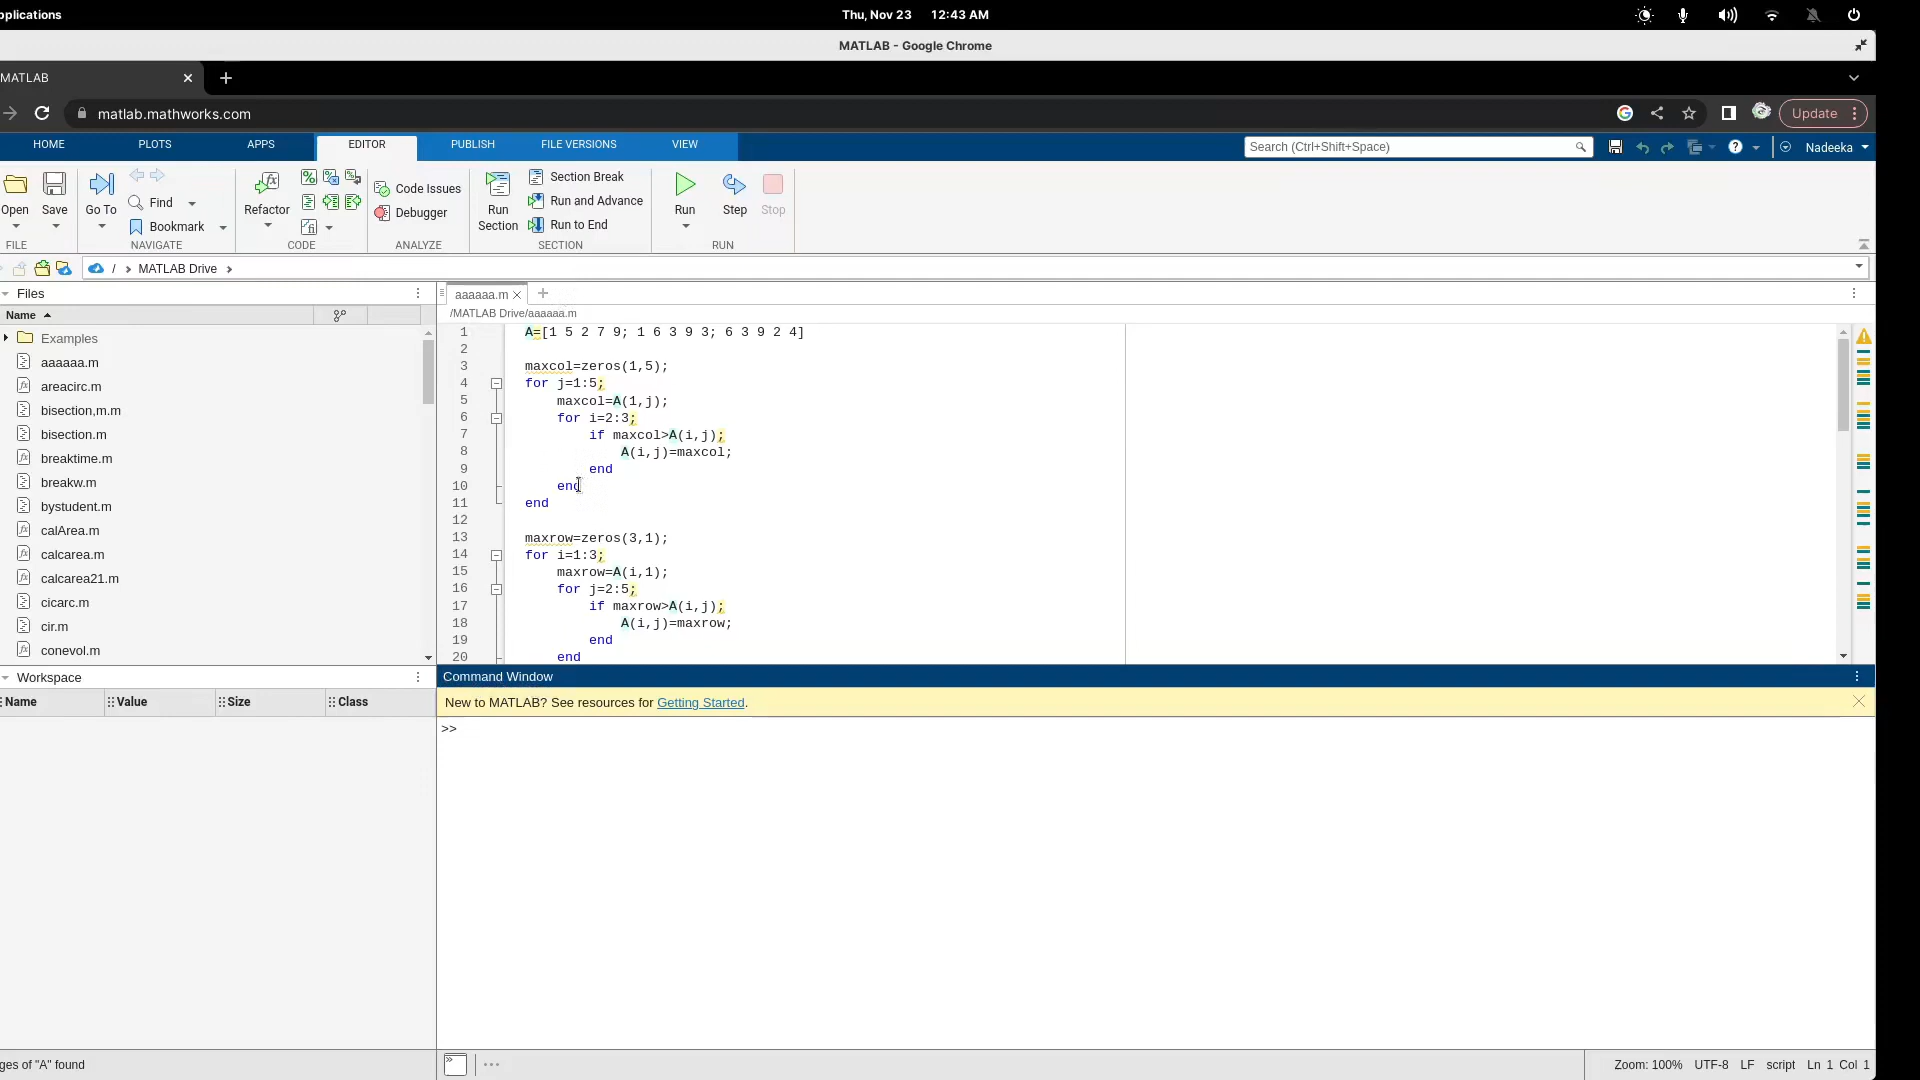 pplications
Thu, Nov 23 12:43 AM
MATLAB - Google Chrome
MATLAB
matlab.mathworks.com
Update
HOME PLOTS APPS EDITOR PUBLISH FILE VERSIONS VIEW
Search (Ctrl+Shift+Space)
Nadeeka
Open
Save
Go To
Find
Bookmark
Refactor
Code Issues
Debugger
Run Section
Section Break
Run and Advance
Run to End
Run
Step
Stop
FILE NAVIGATE CODE ANALYZE SECTION RUN
/ > MATLAB Drive >
Files
Name
Examples
aaaaaa.m
areacirc.m
bisection,m.m
bisection.m
breaktime.m
breakw.m
bystudent.m
calArea.m
calcarea.m
calcarea21.m
cicarc.m
cir.m
conevol.m
Workspace
Name Value Size Class
aaaaaa.m
/MATLAB Drive/aaaaaa.m
1 A=[1 5 2 7 9; 1 6 3 9 3; 6 3 9 2 4]
2
3 maxcol=zeros(1,5);
4 for j=1:5;
5 maxcol=A(1,j);
6 for i=2:3;
7 if maxcol>A(i,j);
8 A(i,j)=maxcol;
9 end
10 end
11 end
12
13 maxrow=zeros(3,1);
14 for i=1:3;
15 maxrow=A(i,1);
16 for j=2:5;
17 if maxrow>A(i,j);
18 A(i,j)=maxrow;
19 end
20 end
Command Window
New to MATLAB? See resources for Getting Started.
>>
ges of "A" found
Zoom: 100% UTF-8 LF script Ln 1 Col 1